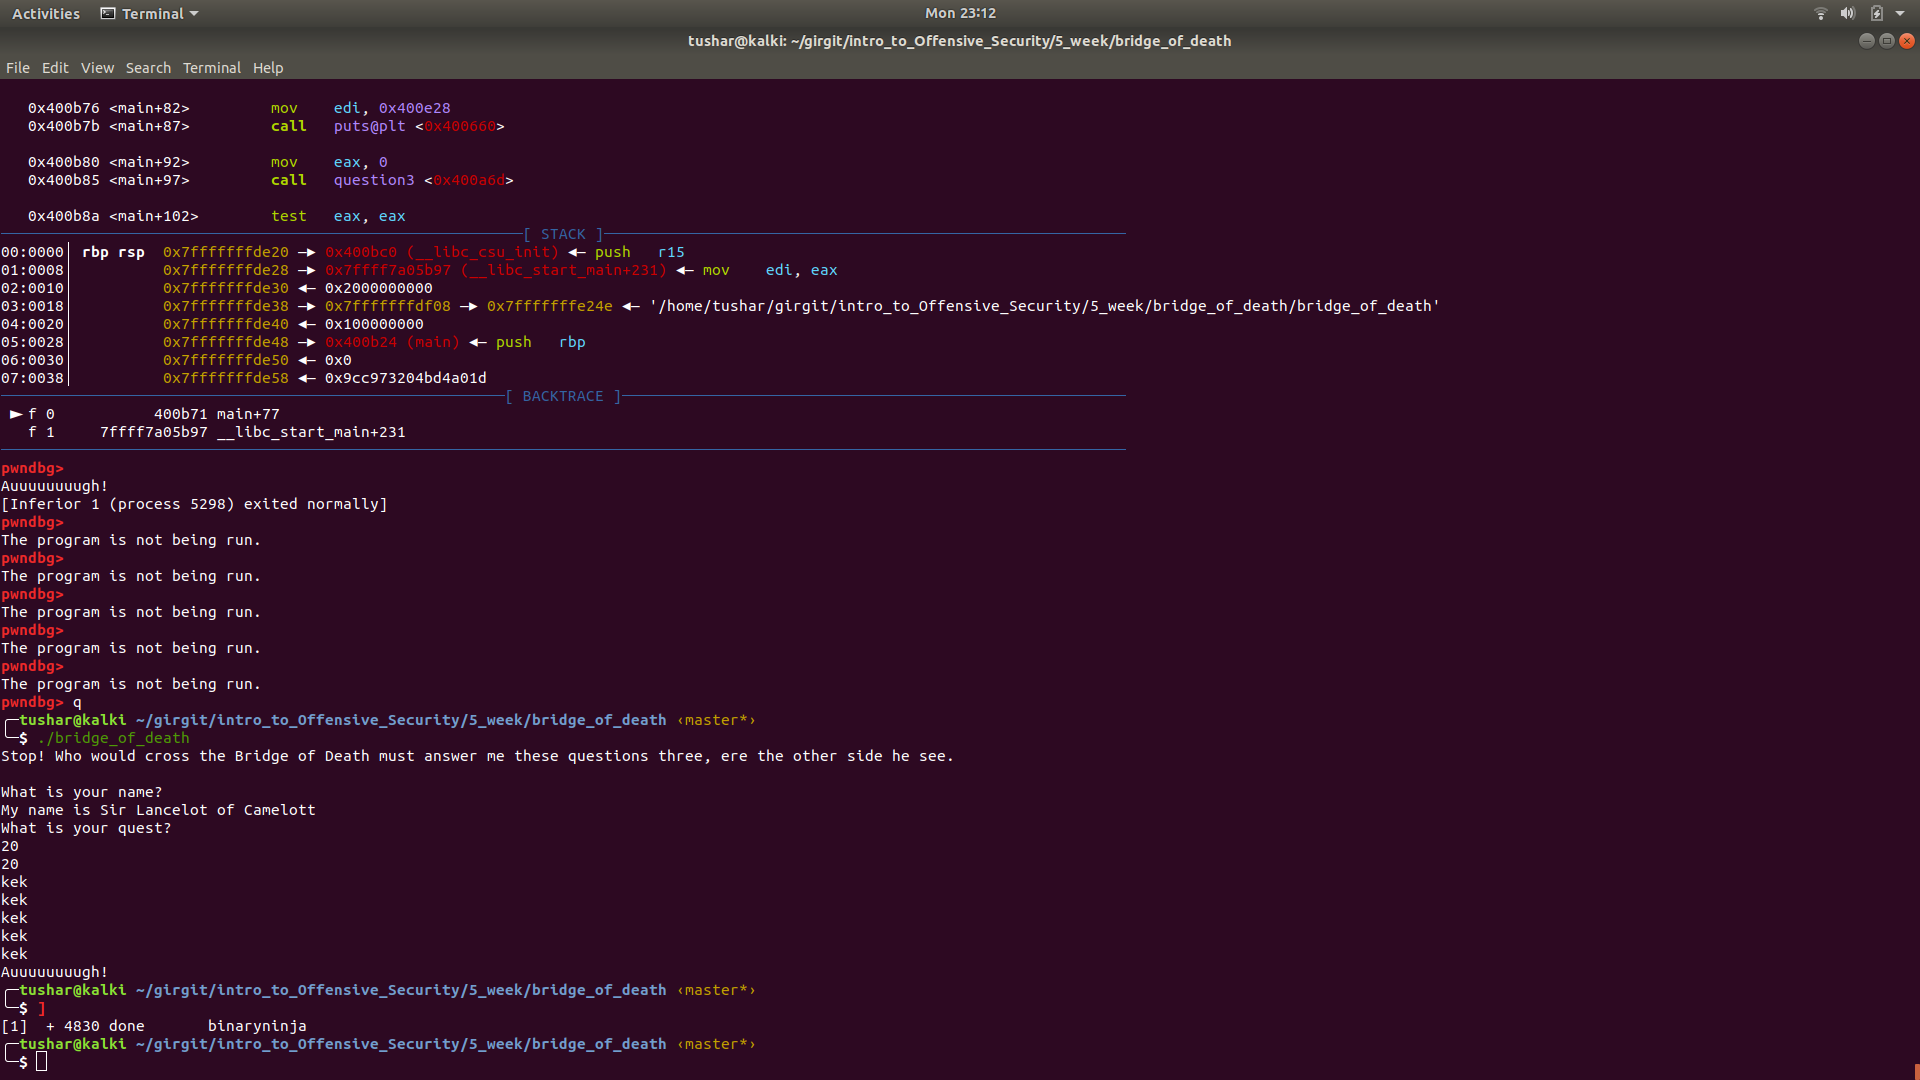 Activities Terminal Mon 23:12
tushar@kalki: ~/girgit/intro_to_Offensive_Security/5_week/bridge_of_death
File Edit View Search Terminal Help
0x400b76 <main+82> mov edi, 0x400e28
0x400b7b <main+87> call puts@plt <0x400660>
0x400b80 <main+92> mov eax, 0
0x400b85 <main+97> call question3 <0x400a6d>
0x400b8a <main+102> test eax, eax
[ STACK ]
00:0000│ rbp rsp 0x7fffffffde20 —► 0x400bc0 (__libc_csu_init) ◄— push r15
01:0008│ 0x7fffffffde28 —► 0x7ffff7a05b97 (__libc_start_main+231) ◄— mov edi, eax
02:0010│ 0x7fffffffde30 ◄— 0x2000000000
03:0018│ 0x7fffffffde38 —► 0x7fffffffdf08 —► 0x7fffffffe24e ◄— '/home/tushar/girgit/intro_to_Offensive_Security/5_week/bridge_of_death/bridge_of_death'
04:0020│ 0x7fffffffde40 ◄— 0x100000000
05:0028│ 0x7fffffffde48 —► 0x400b24 (main) ◄— push rbp
06:0030│ 0x7fffffffde50 ◄— 0x0
07:0038│ 0x7fffffffde58 ◄— 0x9cc973204bd4a01d
[ BACKTRACE ]
► f 0 400b71 main+77
f 1 7ffff7a05b97 __libc_start_main+231
pwndbg>
Auuuuuuuugh!
[Inferior 1 (process 5298) exited normally]
pwndbg>
The program is not being run.
pwndbg>
The program is not being run.
pwndbg>
The program is not being run.
pwndbg>
The program is not being run.
pwndbg>
The program is not being run.
pwndbg> q
tushar@kalki ~/girgit/intro_to_Offensive_Security/5_week/bridge_of_death ‹master*›
$ ./bridge_of_death
Stop! Who would cross the Bridge of Death must answer me these questions three, ere the other side he see.
What is your name?
My name is Sir Lancelot of Camelott
What is your quest?
20
20
kek
kek
kek
kek
kek
Auuuuuuuugh!
tushar@kalki ~/girgit/intro_to_Offensive_Security/5_week/bridge_of_death ‹master*›
$ ]
[1] + 4830 done binaryninja
tushar@kalki ~/girgit/intro_to_Offensive_Security/5_week/bridge_of_death ‹master*›
$